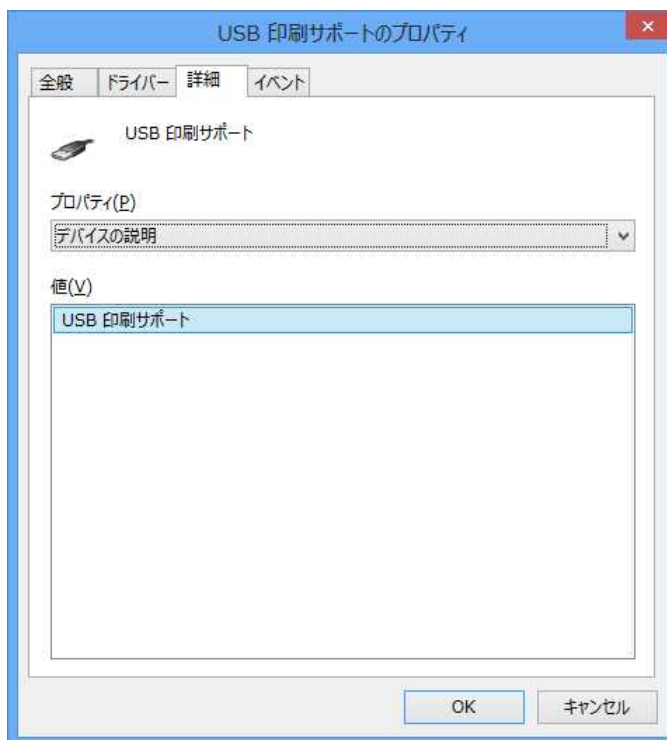 USB 印刷サポートのプロパティ
全般 ドライバー 詳細 イベント
USB 印刷サポート
プロパティ(P)
デバイスの説明
値(V)
USB 印刷サポート
OK キャンセル